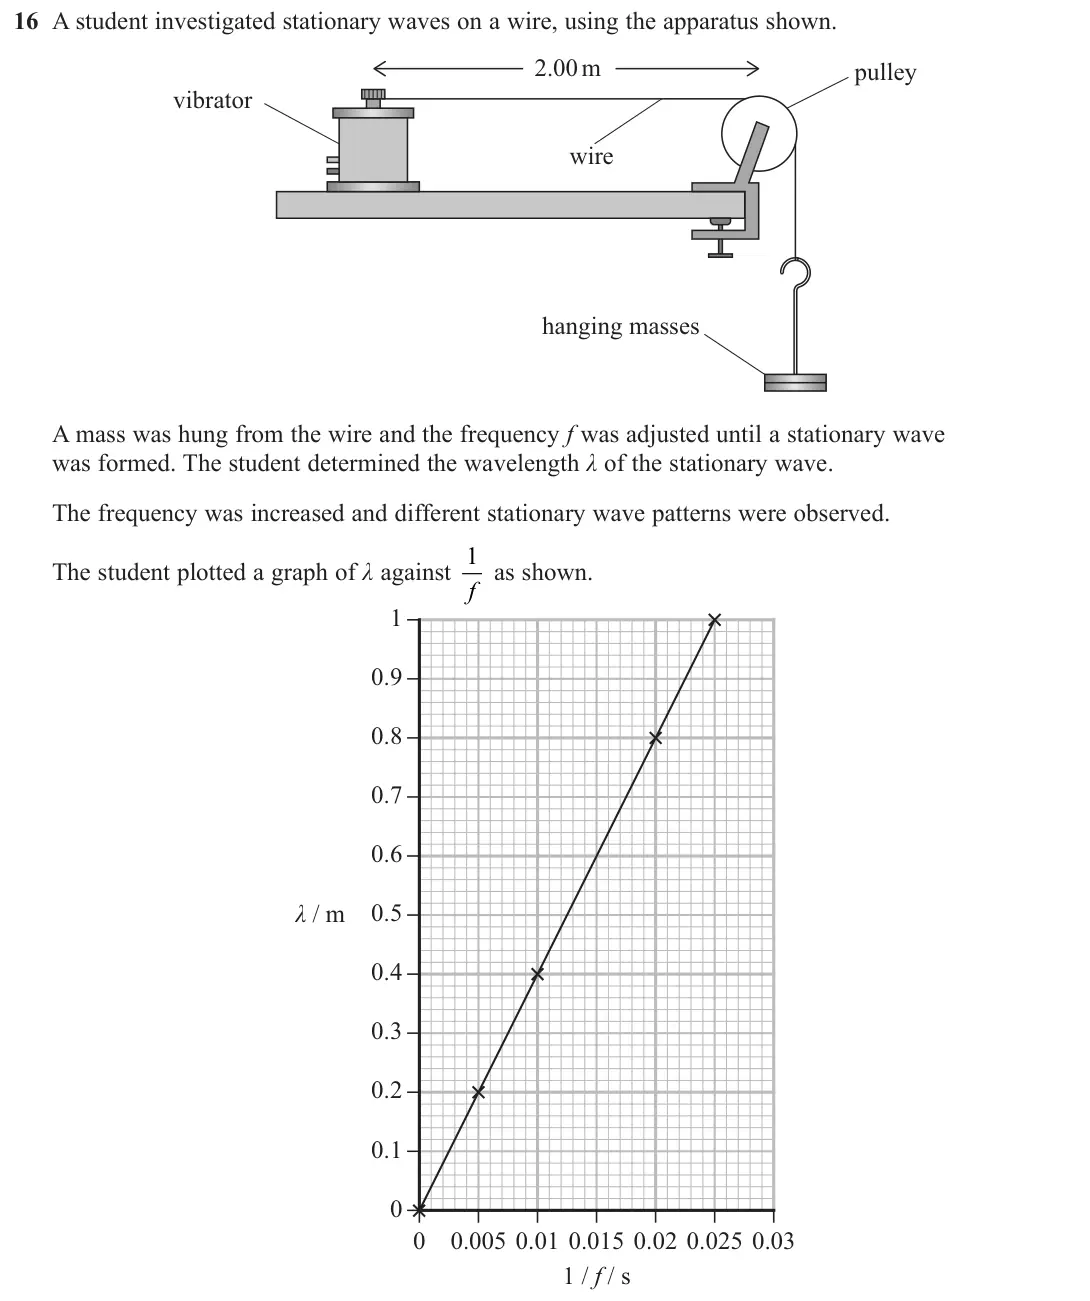 16 A student investigated stationary waves on a wire, using the apparatus shown.
2.00 m
pulley
vibrator
wire
hanging masses
A mass was hung from the wire and the frequency f was adjusted until a stationary wave
was formed. The student determined the wavelength λ of the stationary wave.
The frequency was increased and different stationary wave patterns were observed.
The student plotted a graph of λ against 1/f as shown.
1
0.9
0.8
0.7
0.6
λ / m 0.5
0.4
0.3
0.2
0.1
0
0 0.005 0.01 0.015 0.02 0.025 0.03
1 / f / s